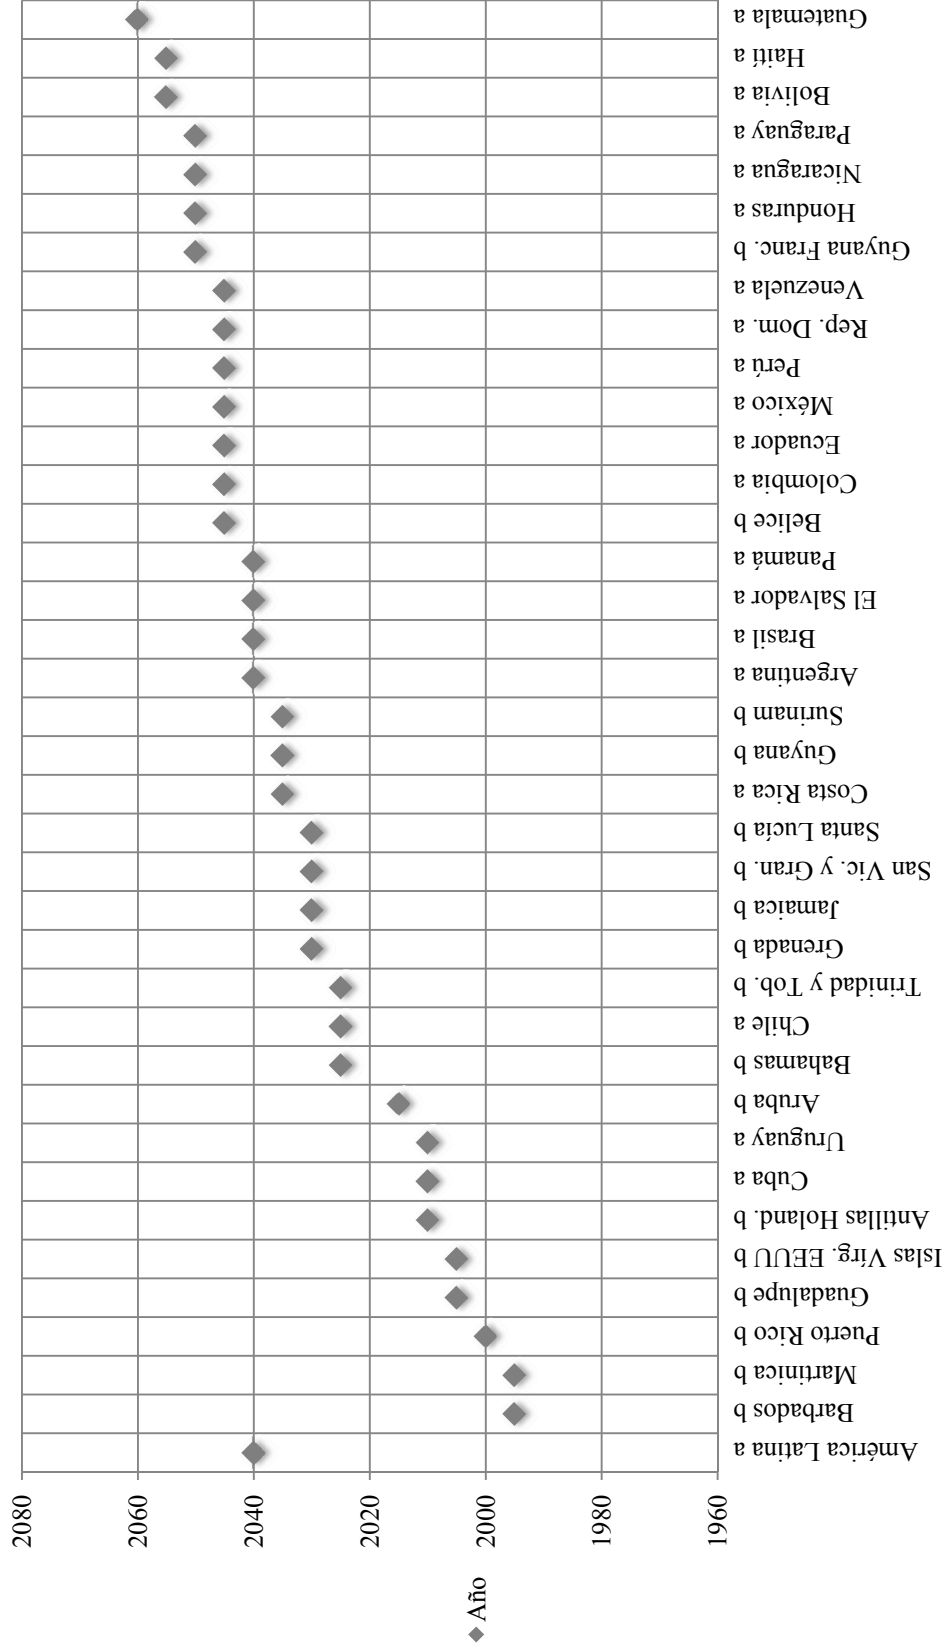 2080
2060
2040
2020
2000
1980
1960
América Latina a
Barbados b
Martinica b
Puerto Rico b
Guadalupe b
Islas Vírg. EEUU b
Antillas Holand. b
Cuba a
Uruguay a
Aruba b
Bahamas b
Chile a
Trinidad y Tob. b
Grenada b
Jamaica b
San Vic. y Gran. b
Santa Lucía b
Costa Rica a
Guyana b
Surinam b
Argentina a
Brasil a
El Salvador a
Panamá a
Belice b
Colombia a
Ecuador a
México a
Perú a
Rep. Dom. a
Venezuela a
Guyana Franc. b
Honduras a
Nicaragua a
Paraguay a
Bolivia a
Haití a
Guatemala a
Año